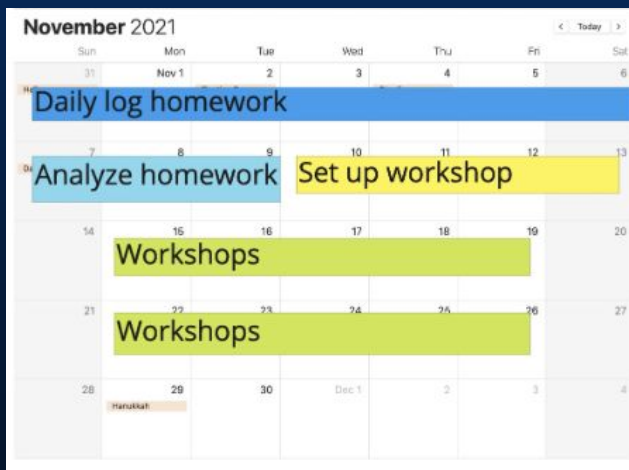 November 2021
< Today >
Sun Mon Tue Wed Thu Fri Sat
31 Nov 1 2 3 4 5 6
Daily log homework
7 8 9 10 11 12 13
Analyze homework Set up workshop
14 15 16 17 18 19 20
Workshops
21 22 23 24 25 26 27
Workshops
28 29 30 Dec 1 2 3 4
Hanukkah